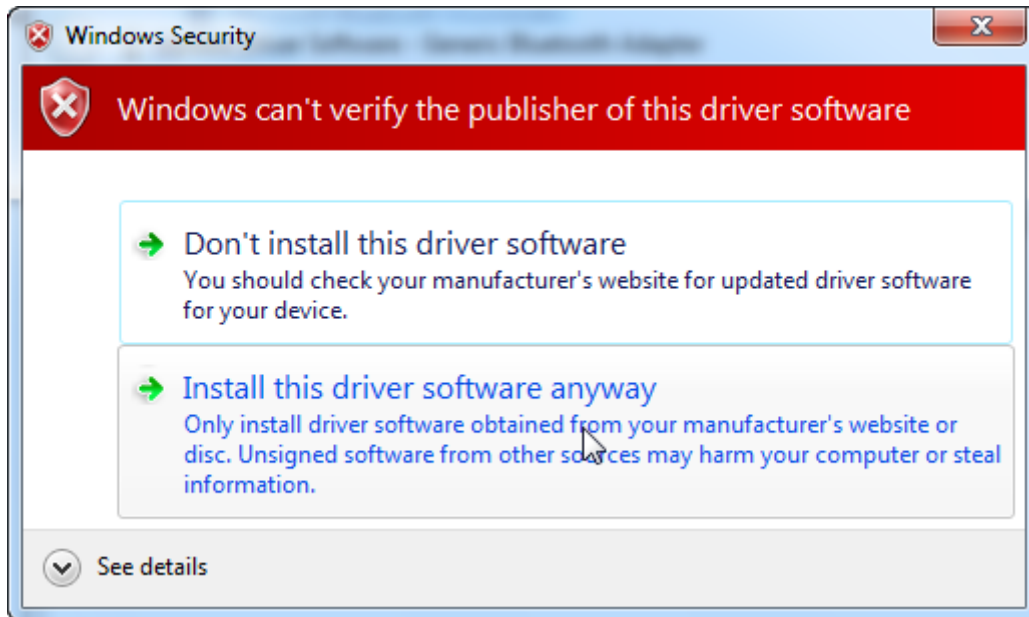 Windows Security
Windows can't verify the publisher of this driver software
Don't install this driver software
You should check your manufacturer's website for updated driver software
for your device.
Install this driver software anyway
Only install driver software obtained from your manufacturer's website or
disc. Unsigned software from other sources may harm your computer or steal
information.
See details